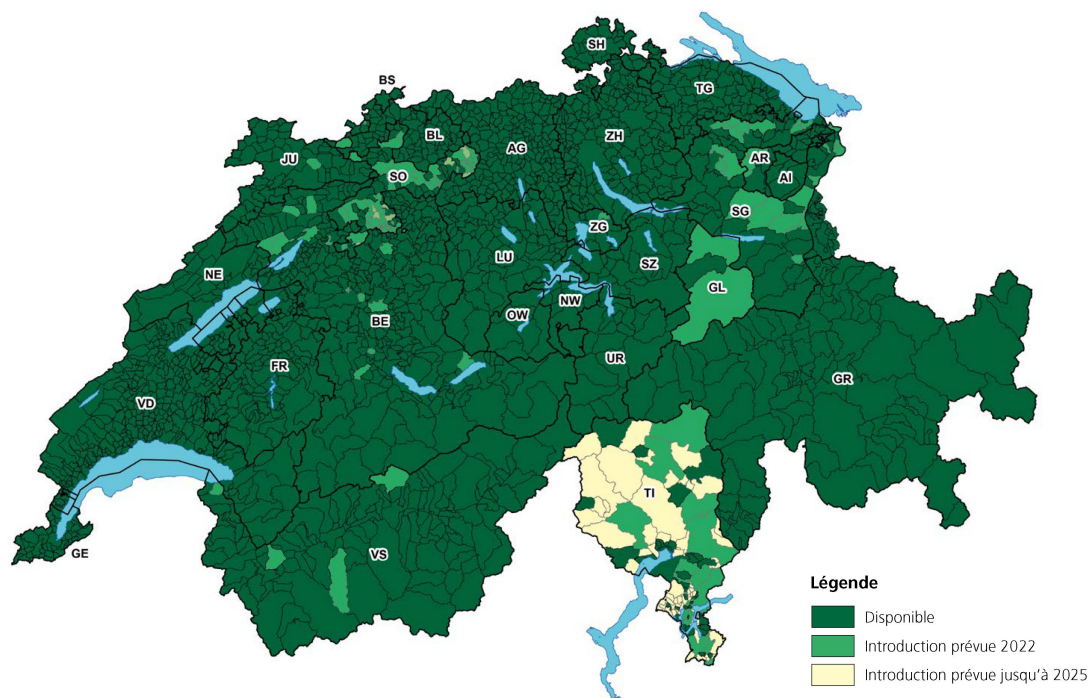 SH
BS
TG
BL
ZH
AG
JU
AR
SO
AI
SG
ZG
LU
SZ
NE
GL
NW
OW
BE
UR
FR
GR
VD
TI
VS
GE
Légende
Disponible
Introduction prévue 2022
Introduction prévue jusqu'à 2025